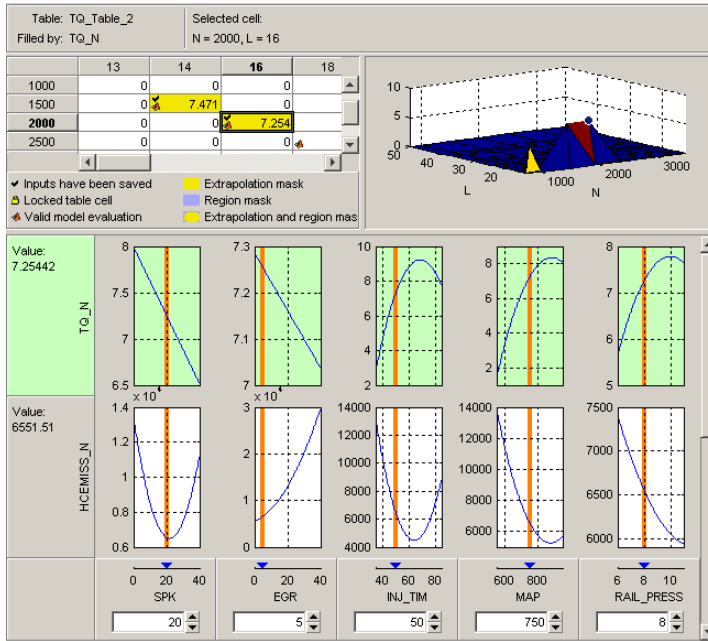 Table: TQ_Table_2 Selected cell:
Filled by: TQ_N N = 2000, L = 16
13 14 16 18
1000 0 0 0 0
1500 0 7.471 0 0
2000 0 0 7.254 0
2500 0 0 0
Inputs have been saved Extrapolation mask
Locked table cell Region mask
Valid model evaluation Extrapolation and region mas
10
5
0
50 40 30 20
L
1000 2000 3000
N
Value:
7.25442
TQ_N
8 7.5 7 6.5
7.3 7.2 7.1 7
10 8 6 4 2
8 6 4 2
8 7 6 5
Value:
6551.51
HCEMISS_N
x 10⁴ x 10⁴
1.4 1.2 1 0.8 0.6
3 2 1 0
14000 12000 10000 8000 6000 4000
14000 12000 10000 8000 6000
7500 7000 6500 6000
0 20 40 0 20 40 40 60 80 600 800 6 8 10
SPK EGR INJ_TIM MAP RAIL_PRESS
20 5 50 750 8